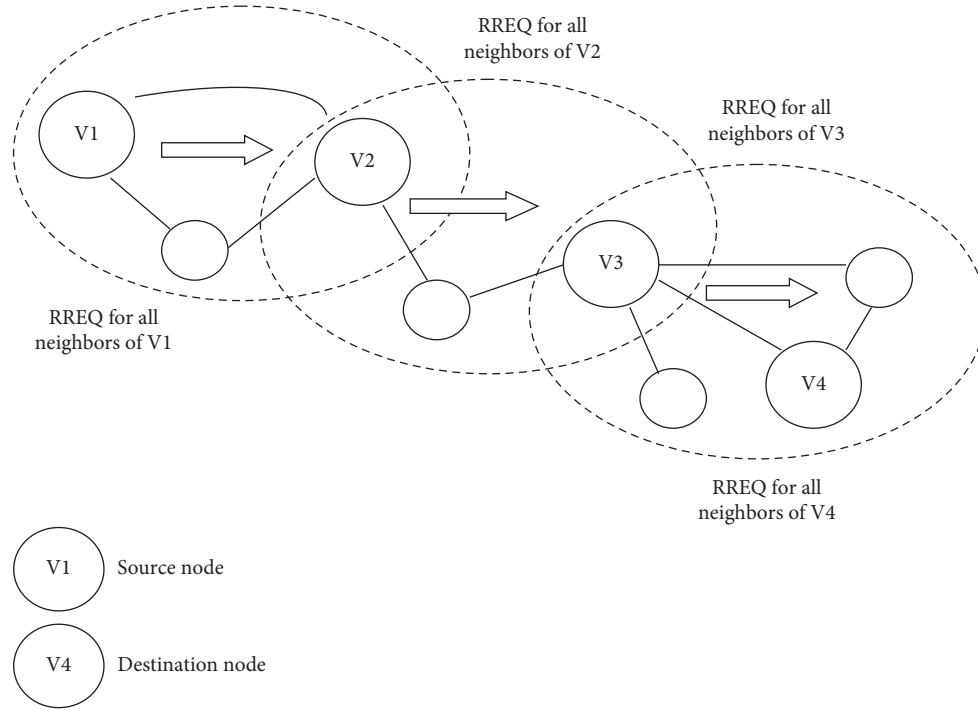 RREQ for all
neighbors of V2
RREQ for all
neighbors of V3
V1
V2
V3
RREQ for all
neighbors of V1
V4
RREQ for all
neighbors of V4
V1
Source node
V4
Destination node